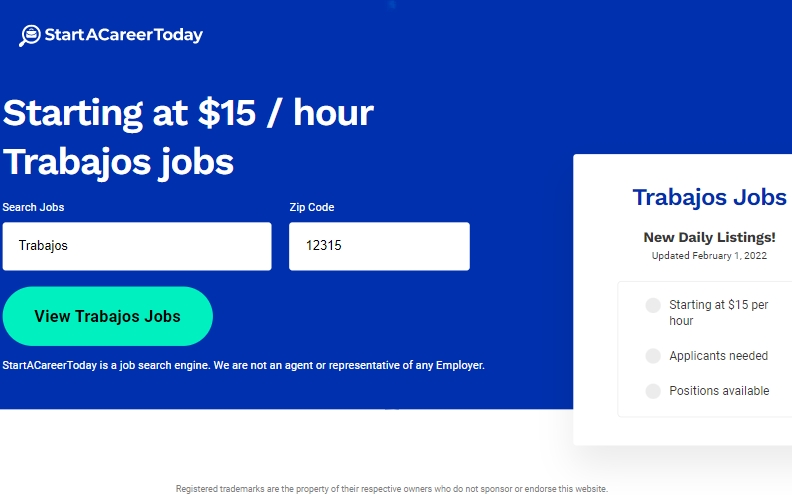 StartACareerToday
Starting at $15 / hour
Trabajos jobs
Search Jobs
Zip Code
Trabajos
12315
View Trabajos Jobs
StartACareerToday is a job search engine. We are not an agent or representative of any Employer.
Trabajos Jobs
New Daily Listings!
Updated February 1, 2022
Starting at $15 per
hour
Applicants needed
Positions available
Registered trademarks are the property of their respective owners who do not sponsor or endorse this website.